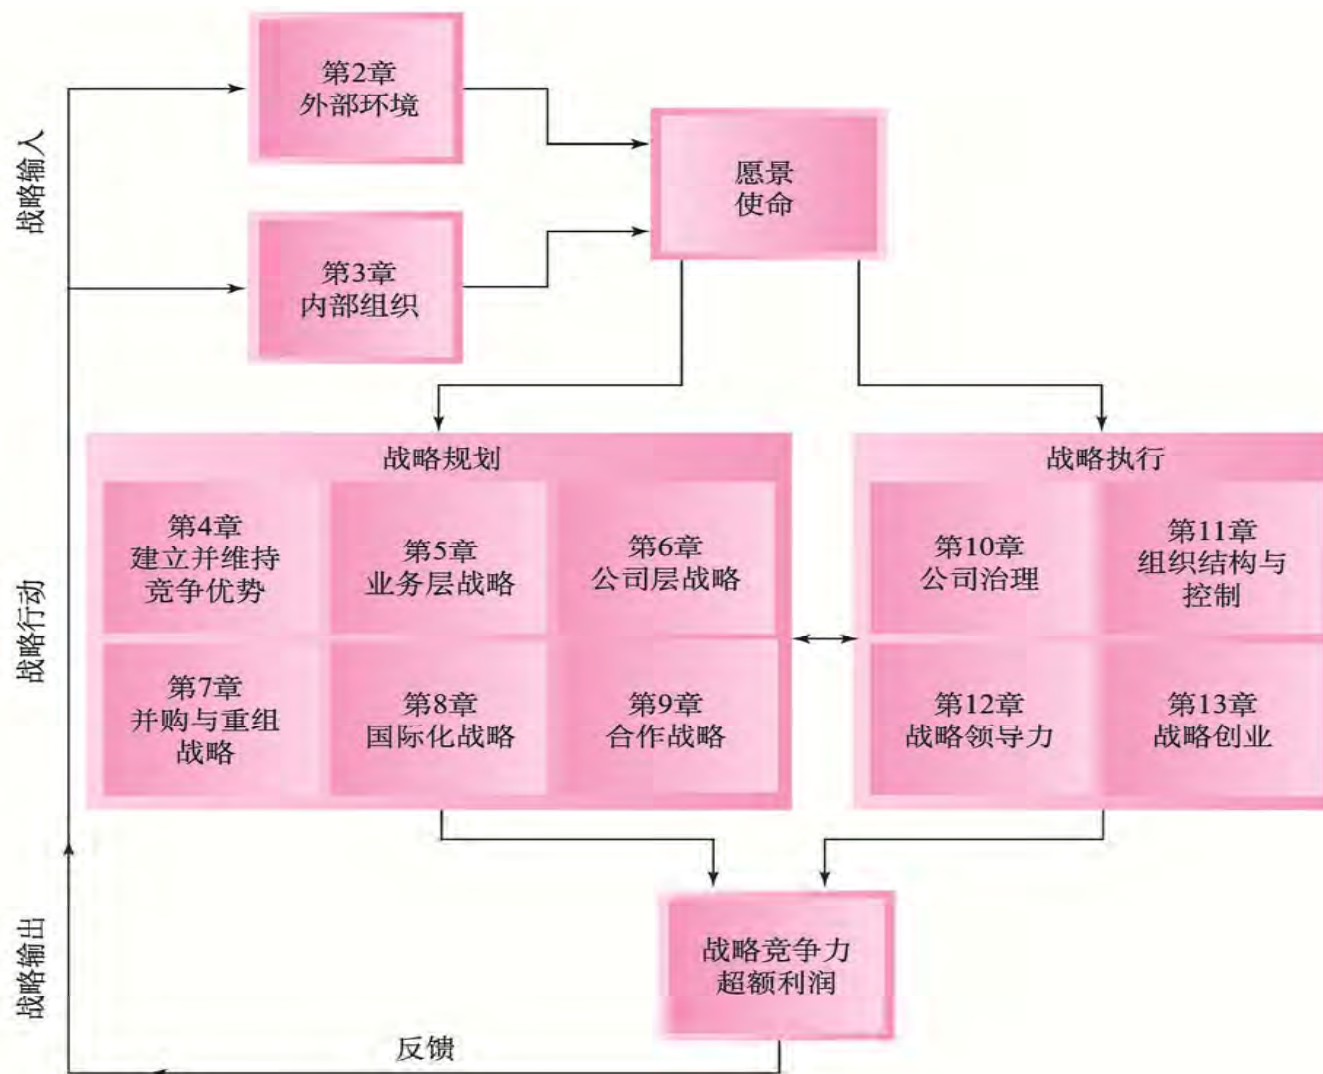 战略输入
第2章
外部环境
第3章
内部组织
愿景
使命
战略行动
战略规划
第4章
建立并维持
竞争优势
第5章
业务层战略
第6章
公司层战略
第7章
并购与重组
战略
第8章
国际化战略
第9章
合作战略
战略执行
第10章
公司治理
第11章
组织结构与
控制
第12章
战略领导力
第13章
战略创业
战略输出
战略竞争力
超额利润
反馈